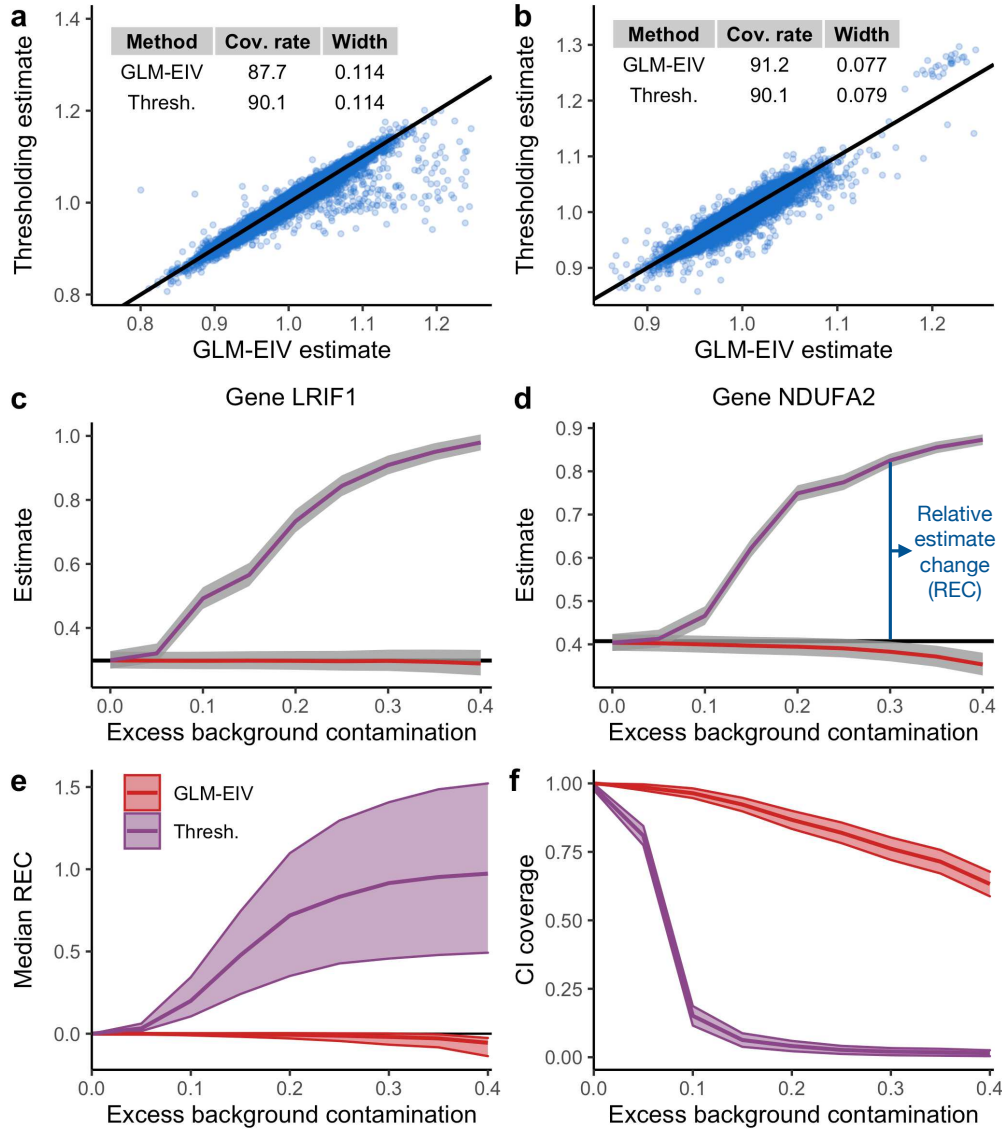 a
Thresholding estimate
1.4
1.2
1.0
0.8
Method Cov. rate Width
GLM-EIV 87.7 0.114
Thresh. 90.1 0.114
0.8 0.9 1.0 1.1 1.2
GLM-EIV estimate
b
Thresholding estimate
1.3
1.2
1.1
1.0
0.9
Method Cov. rate Width
GLM-EIV 91.2 0.077
Thresh. 90.1 0.079
0.9 1.0 1.1 1.2
GLM-EIV estimate
c
Gene LRIF1
Estimate
1.0
0.8
0.6
0.4
0.0 0.1 0.2 0.3 0.4
Excess background contamination
d
Gene NDUFA2
Estimate
0.9
0.8
0.7
0.6
0.5
0.4
Relative
estimate
change
(REC)
0.0 0.1 0.2 0.3 0.4
Excess background contamination
e
Median REC
1.5
1.0
0.5
0.0
GLM-EIV
Thresh.
0.0 0.1 0.2 0.3 0.4
Excess background contamination
f
CI coverage
1.00
0.75
0.50
0.25
0.00
0.0 0.1 0.2 0.3 0.4
Excess background contamination